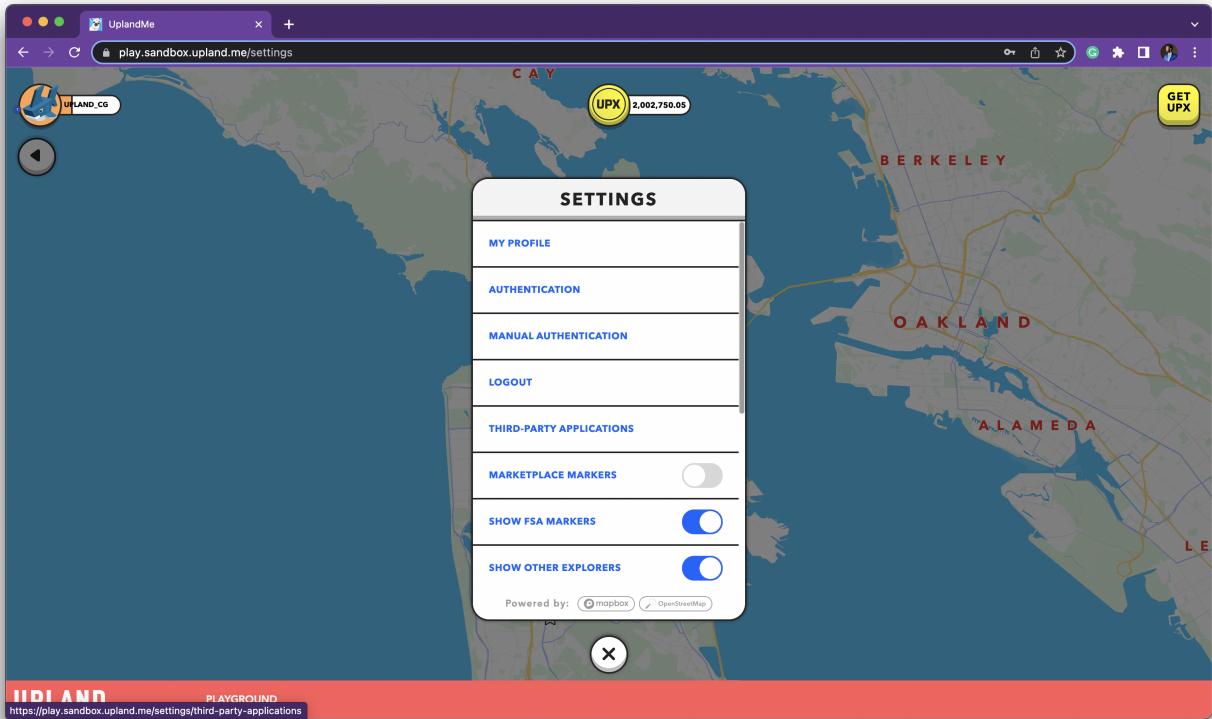 UplandMe
play.sandbox.upland.me/settings
CAY
UPLAND_CG
UPX
2,002,750.05
GET
UPX
BERKELEY
SETTINGS
MY PROFILE
AUTHENTICATION
MANUAL AUTHENTICATION
OAKLAND
LOGOUT
THIRD-PARTY APPLICATIONS
ALAMEDA
MARKETPLACE MARKERS
SHOW FSA MARKERS
LE
SHOW OTHER EXPLORERS
Powered by: mapbox OpenStreetMap
UPLAND
PLAYGROUND
https://play.sandbox.upland.me/settings/third-party-applications